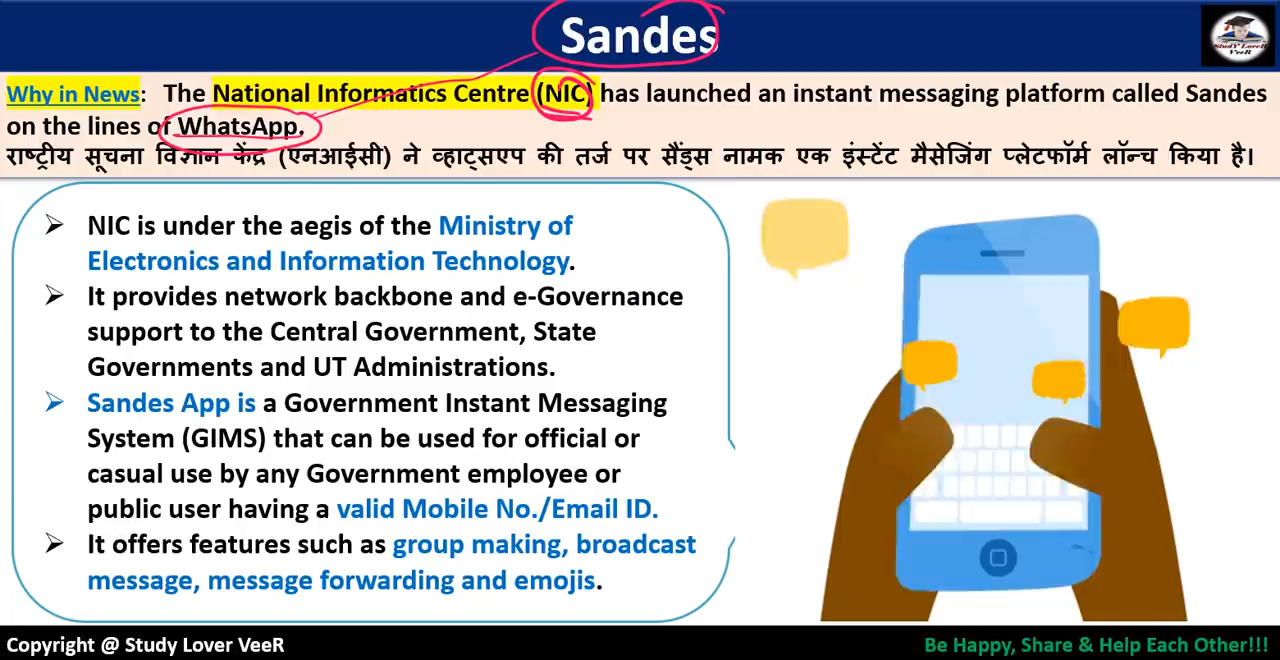 Sandes
StudY LoveR
VeeR
Why in News: The National Informatics Centre (NIC) has launched an instant messaging platform called Sandes
on the lines of WhatsApp.
राष्ट्रीय सूचना विज्ञान केंद्र (एनआईसी) ने व्हाट्सएप की तर्ज पर सैंड्स नामक एक इंस्टेंट मैसेजिंग प्लेटफॉर्म लॉन्च किया है।
➢ NIC is under the aegis of the Ministry of
Electronics and Information Technology.
➢ It provides network backbone and e-Governance
support to the Central Government, State
Governments and UT Administrations.
➢ Sandes App is a Government Instant Messaging
System (GIMS) that can be used for official or
casual use by any Government employee or
public user having a valid Mobile No./Email ID.
➢ It offers features such as group making, broadcast
message, message forwarding and emojis.
Copyright @ Study Lover VeeR
Be Happy, Share & Help Each Other!!!